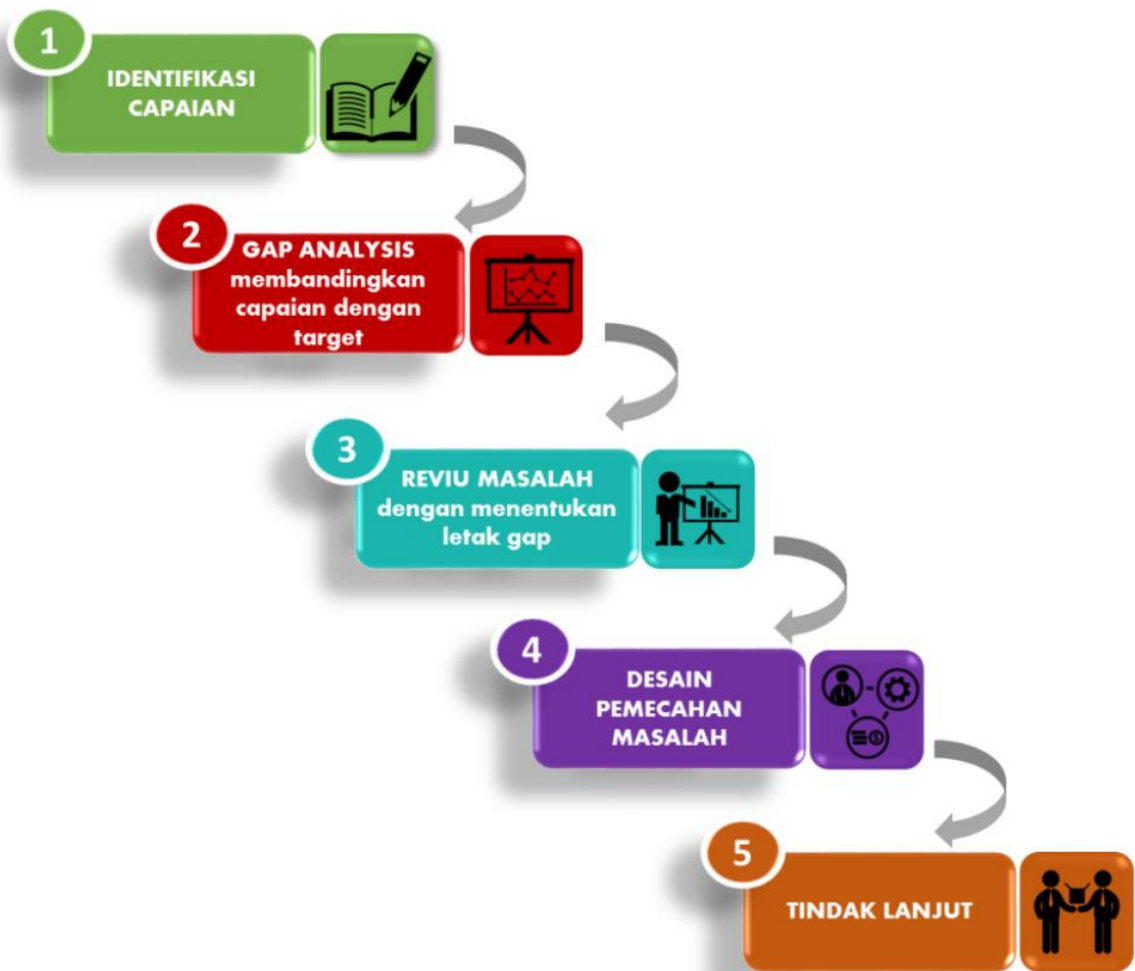 1
IDENTIFIKASI
CAPAIAN
2
GAP ANALYSIS
membandingkan
capaian dengan
target
3
REVIU MASALAH
dengan menentukan
letak gap
4
DESAIN
PEMECAHAN
MASALAH
5
TINDAK LANJUT